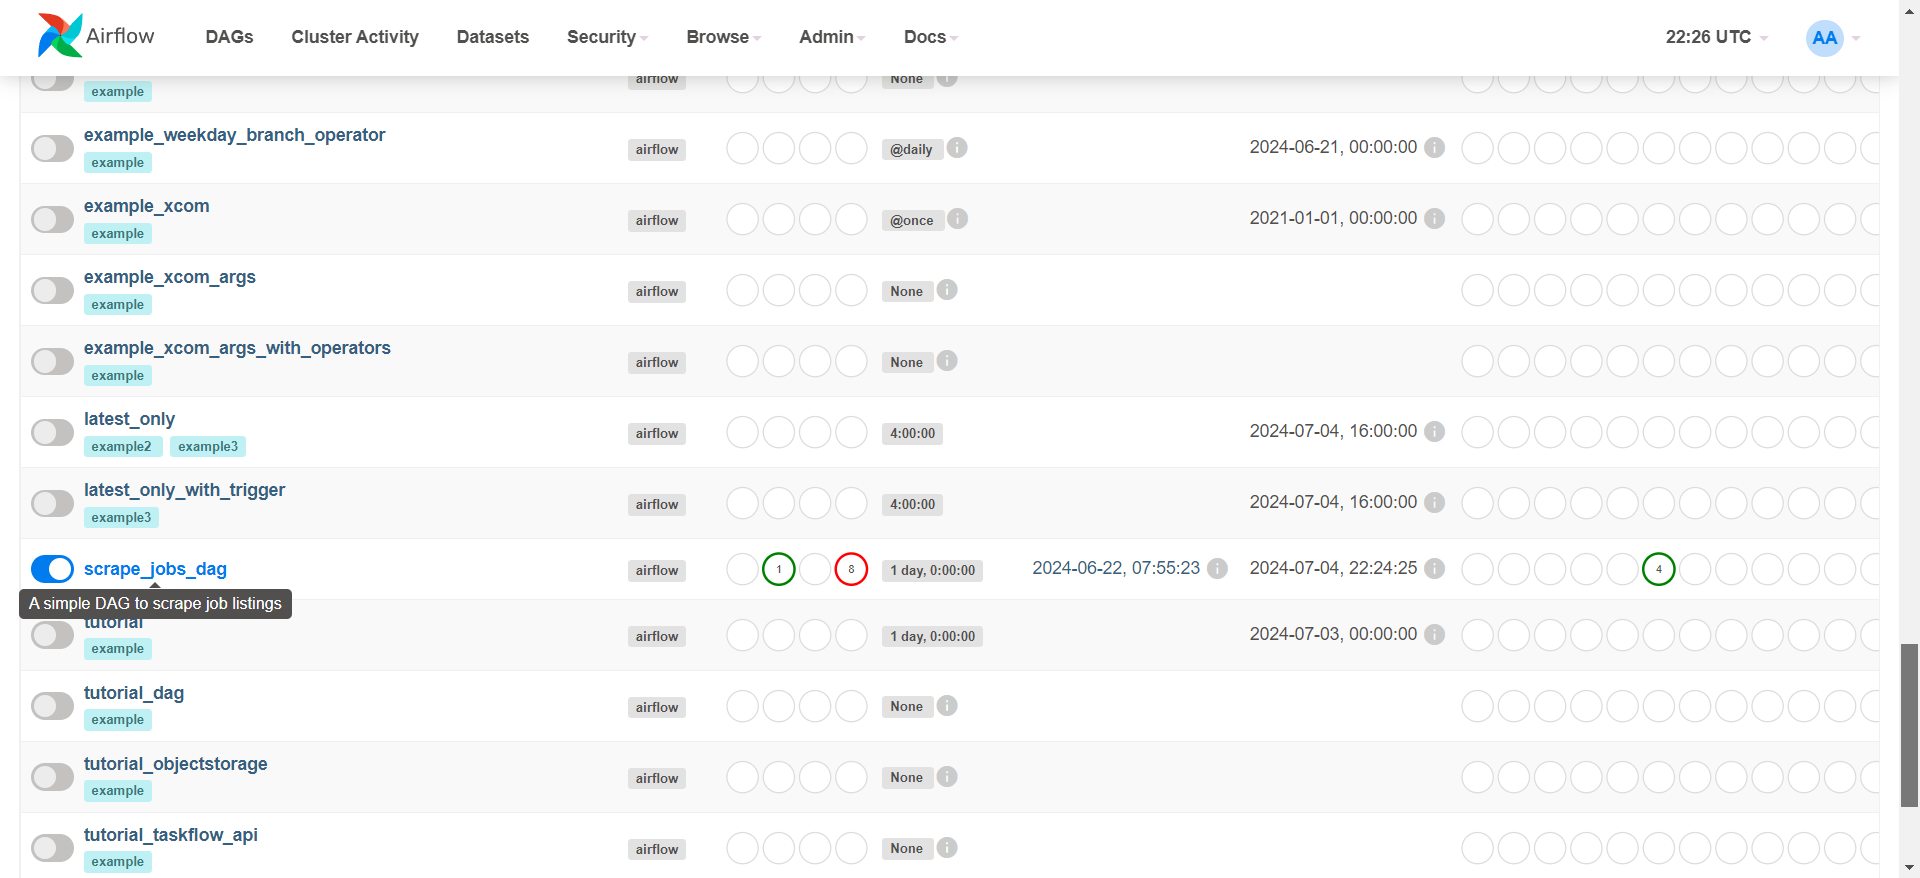 Airflow DAGs Cluster Activity Datasets Security Browse Admin Docs 22:26 UTC AA
airflow None
example
example_weekday_branch_operator
example airflow @daily 2024-06-21, 00:00:00
example_xcom
example airflow @once 2021-01-01, 00:00:00
example_xcom_args
example airflow None
example_xcom_args_with_operators
example airflow None
latest_only
example2 example3 airflow 4:00:00 2024-07-04, 16:00:00
latest_only_with_trigger
example3 airflow 4:00:00 2024-07-04, 16:00:00
scrape_jobs_dag airflow 1 8 1 day, 0:00:00 2024-06-22, 07:55:23 2024-07-04, 22:24:25 4
A simple DAG to scrape job listings
tutorial
example airflow 1 day, 0:00:00 2024-07-03, 00:00:00
tutorial_dag
example airflow None
tutorial_objectstorage
example airflow None
tutorial_taskflow_api
example airflow None